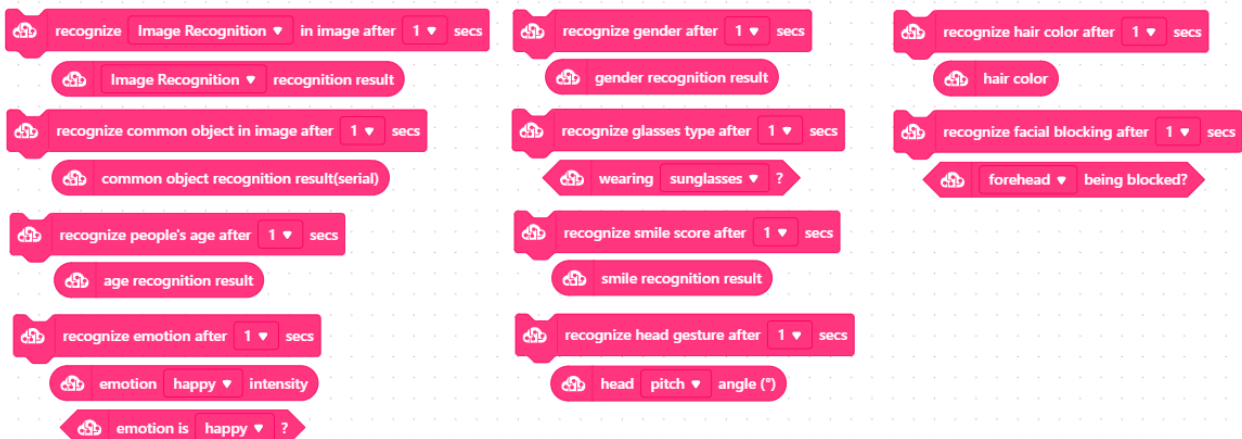 recognize Image Recognition in image after 1 secs
Image Recognition recognition result
recognize common object in image after 1 secs
common object recognition result(serial)
recognize people's age after 1 secs
age recognition result
recognize emotion after 1 secs
emotion happy intensity
emotion is happy ?
recognize gender after 1 secs
gender recognition result
recognize glasses type after 1 secs
wearing sunglasses ?
recognize smile score after 1 secs
smile recognition result
recognize head gesture after 1 secs
head pitch angle (°)
recognize hair color after 1 secs
hair color
recognize facial blocking after 1 secs
forehead being blocked?